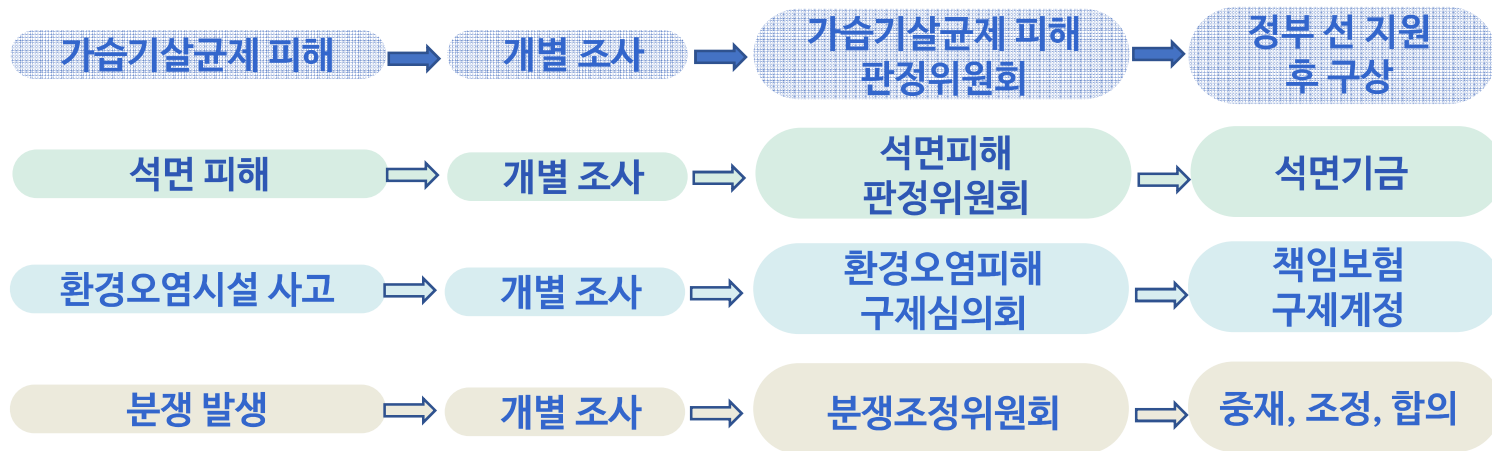 가습기살균제 피해
개별 조사
가습기살균제 피해
판정위원회
정부 선 지원
후 구상
석면 피해
개별 조사
석면피해
판정위원회
석면기금
환경오염시설 사고
개별 조사
환경오염피해
구제심의회
책임보험
구제계정
분쟁 발생
개별 조사
분쟁조정위원회
중재, 조정, 합의